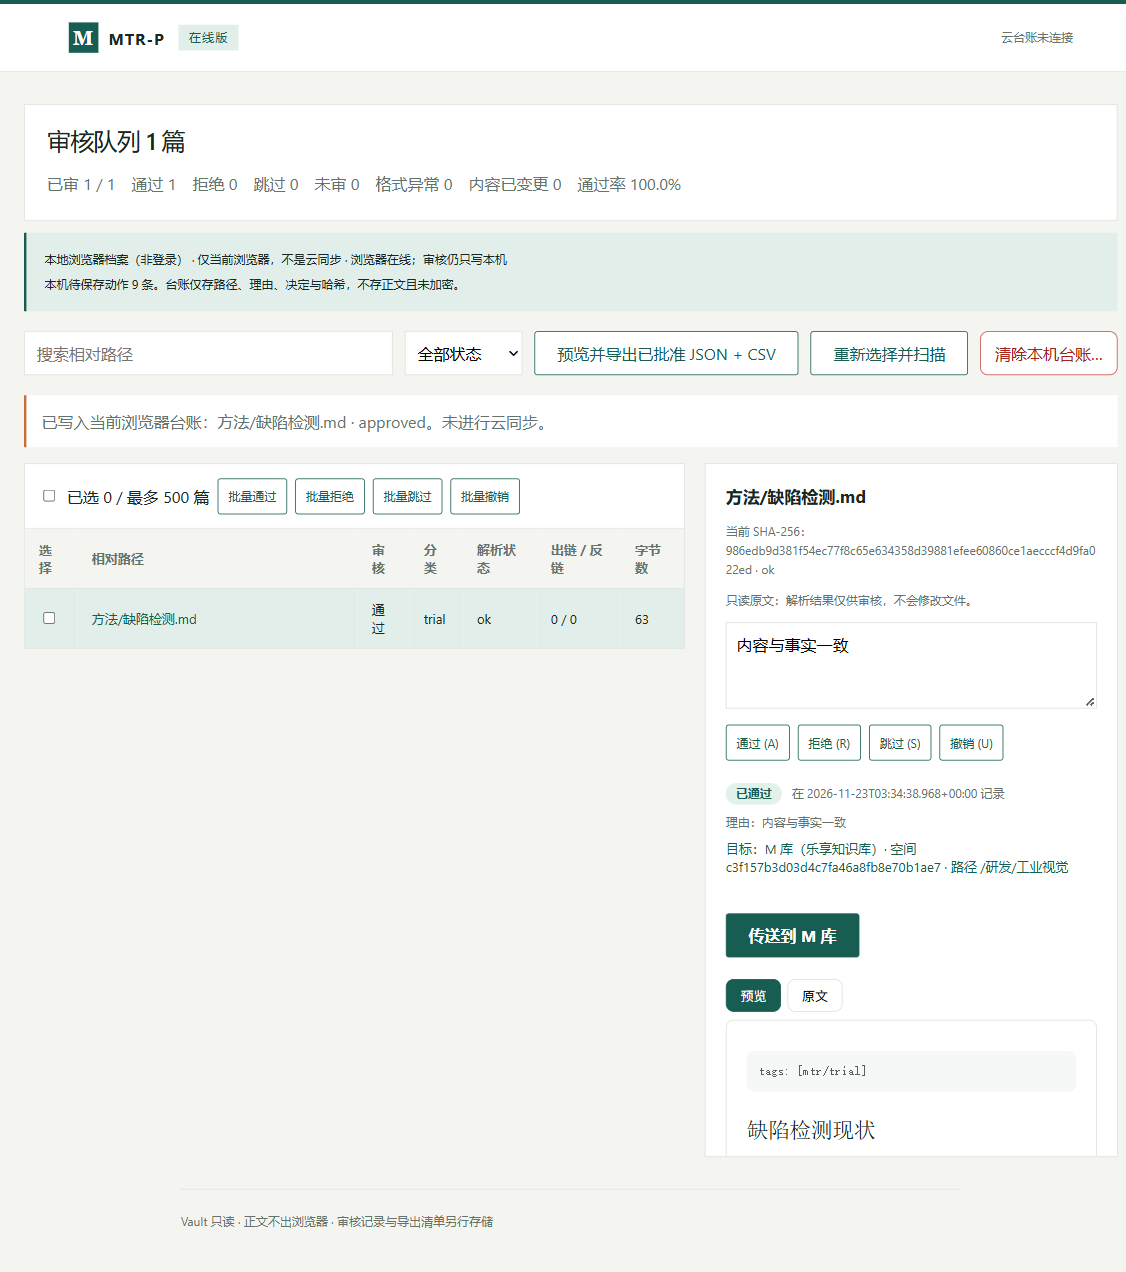 M MTR-P 在线版 云台账未连接
审核队列 1 篇
已审 1 / 1 通过 1 拒绝 0 跳过 0 未审 0 格式异常 0 内容已变更 0 通过率 100.0%
本地浏览器档案（非登录） · 仅当前浏览器，不是云同步 · 浏览器在线；审核仍只写本机
本机待保存动作 9 条。台账仅存路径、理由、决定与哈希，不存正文且未加密。
搜索相对路径 全部状态 预览并导出已批准 JSON + CSV 重新选择并扫描 清除本机台账...
已写入当前浏览器台账：方法/缺陷检测.md · approved。未进行云同步。
已选 0 / 最多 500 篇 批量通过 批量拒绝 批量跳过 批量撤销
选择 相对路径 审核 分类 解析状态 出链 / 反链 字节数
方法/缺陷检测.md 通过 trial ok 0 / 0 63
方法/缺陷检测.md
当前 SHA-256：
986edb9d381f54ec77f8c65e634358d39881efee60860ce1aecccf4d9fa0
22ed · ok
只读原文：解析结果仅供审核，不会修改文件。
内容与事实一致
通过 (A) 拒绝 (R) 跳过 (S) 撤销 (U)
已通过 在 2026-11-23T03:34:38.968+00:00 记录
理由：内容与事实一致
目标：M 库（乐享知识库）· 空间
c3f157b3d03d4c7fa46a8fb8e70b1ae7 · 路径 /研发/工业视觉
传送到 M 库
预览 原文
tags: [mtr/trial]
缺陷检测现状
Vault 只读 · 正文不出浏览器 · 审核记录与导出清单另行存储